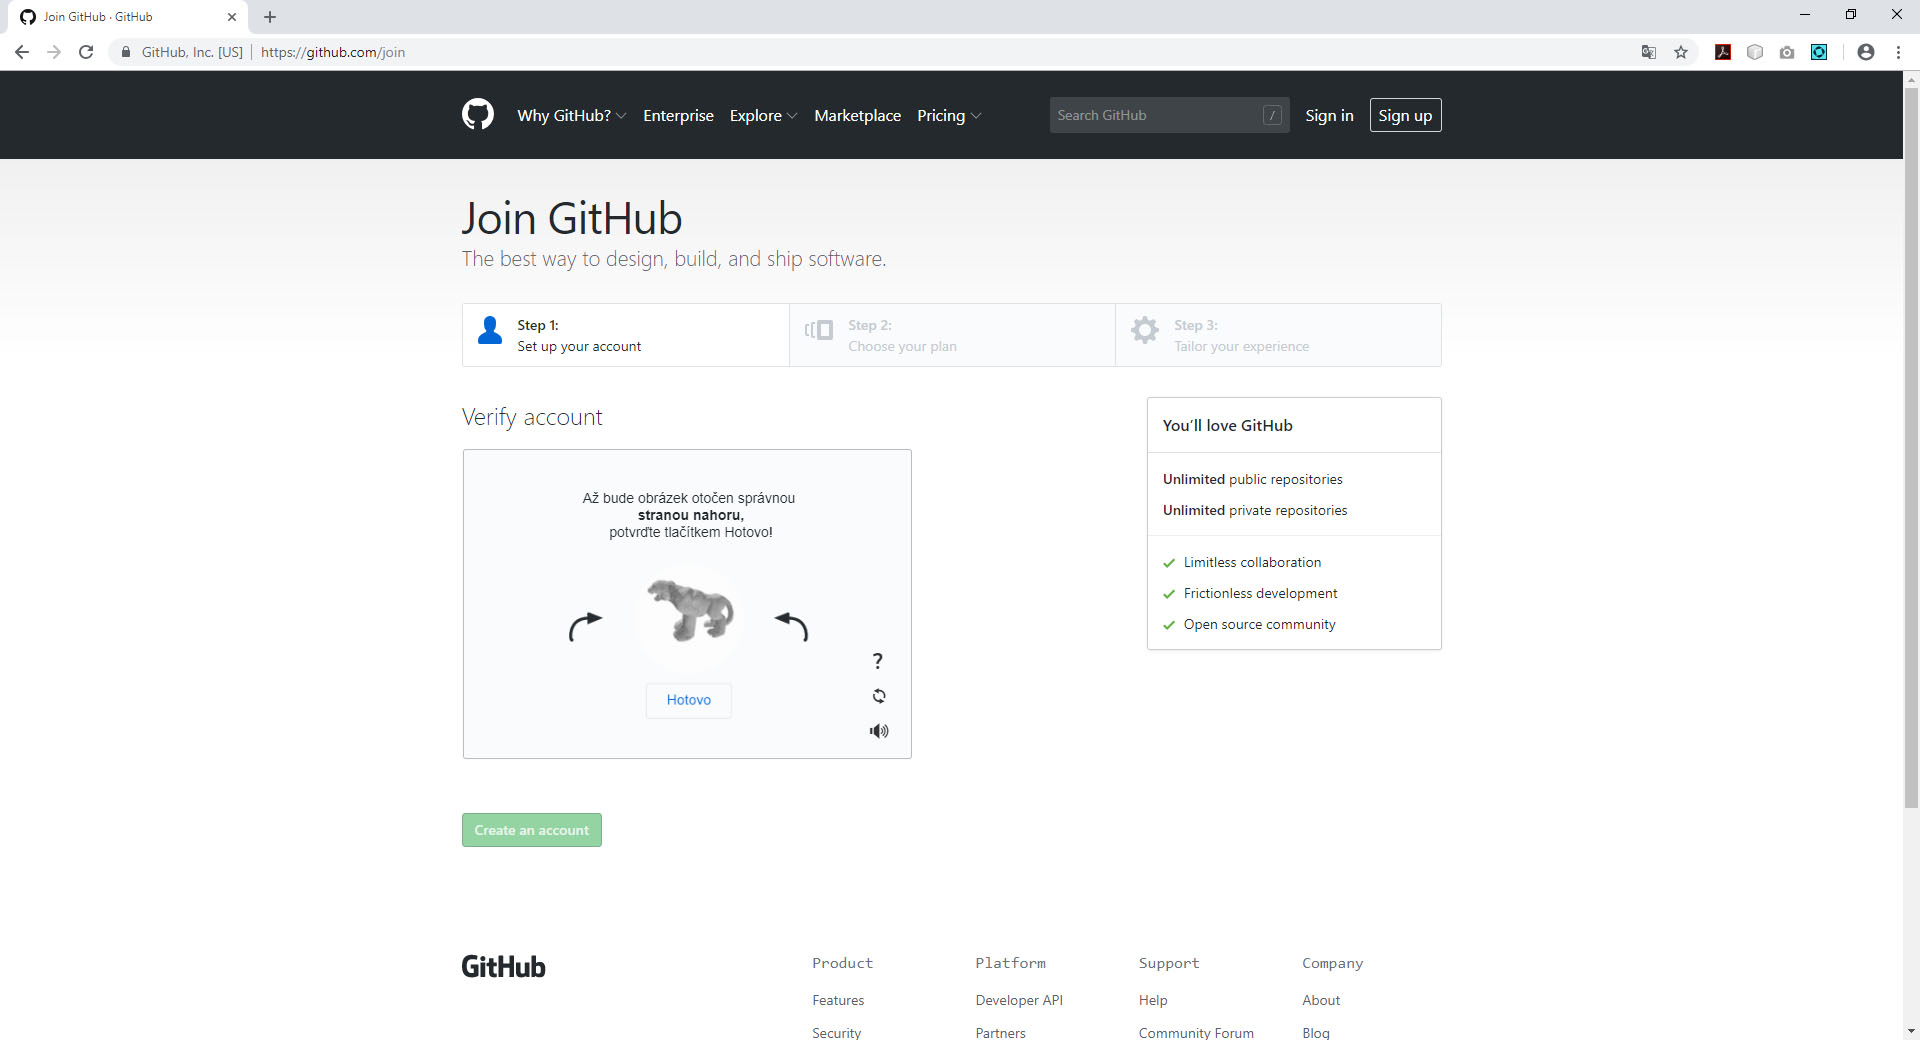 Join GitHub · GitHub
GitHub, Inc. [US] https://github.com/join
Why GitHub? Enterprise Explore Marketplace Pricing Search GitHub / Sign in Sign up
Join GitHub
The best way to design, build, and ship software.
Step 1:
Set up your account
Step 2:
Choose your plan
Step 3:
Tailor your experience
Verify account
Až bude obrázek otočen správnou
stranou nahoru,
potvrďte tlačítkem Hotovo!
?
Hotovo
Create an account
You'll love GitHub
Unlimited public repositories
Unlimited private repositories
Limitless collaboration
Frictionless development
Open source community
GitHub
Product
Features
Security
Platform
Developer API
Partners
Support
Help
Community Forum
Company
About
Blog